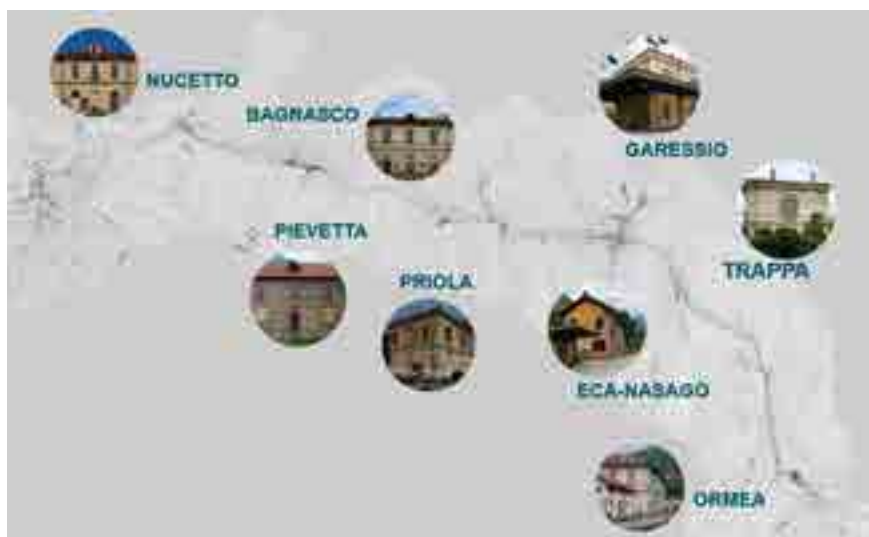 NUCETTO
BAGNASCO
GARESSIO
PIEVETTA
TRAPPA
PRIOLA
ECA-NASAGO
ORMEA